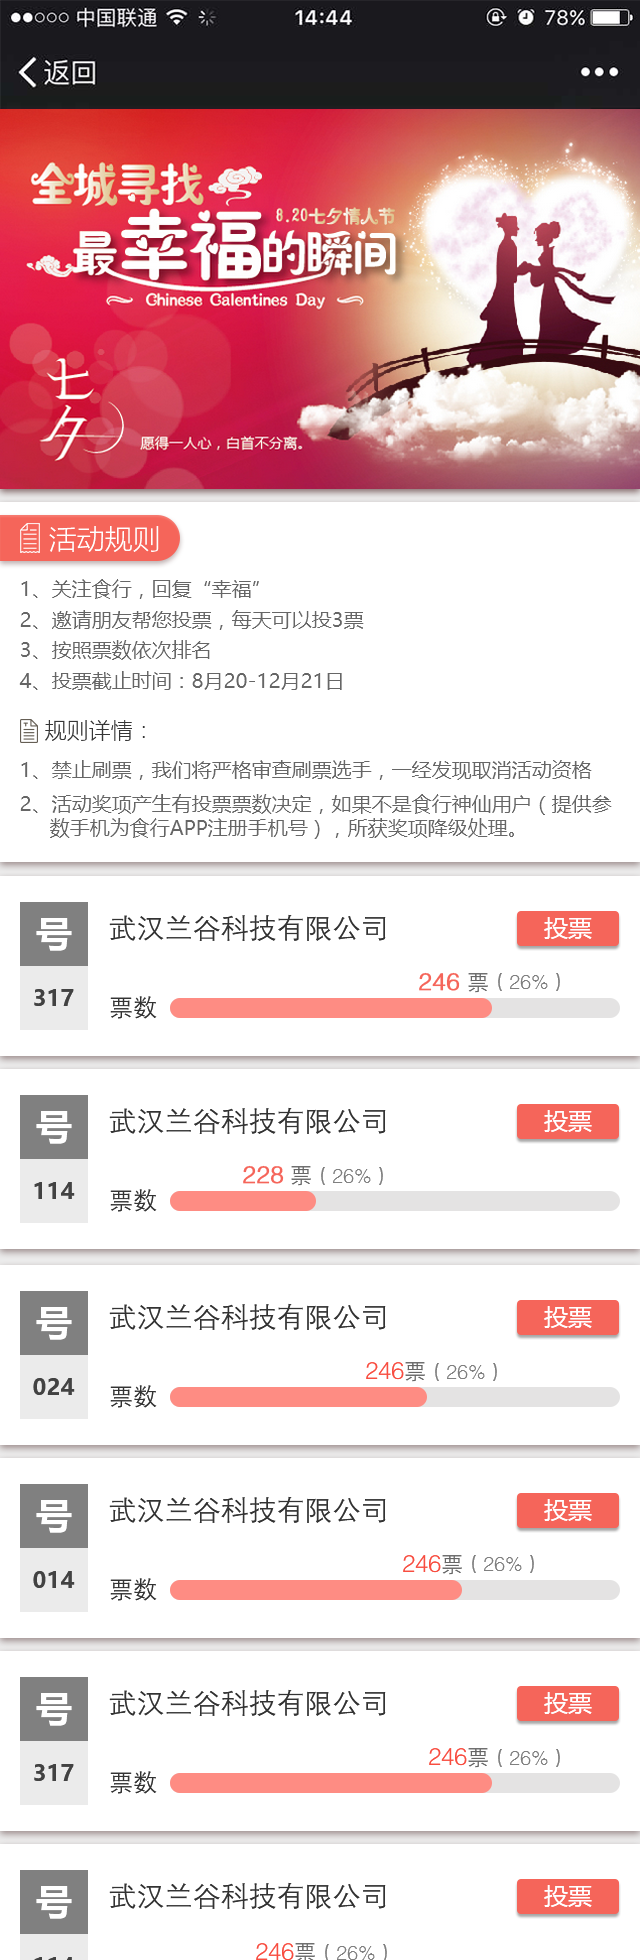 中国联通
14:44
78%
返回
全城寻找
8.20七夕情人节
最幸福的瞬间
Chinese Galentines Day
七夕
愿得一人心，白首不分离。
活动规则
1、关注食行，回复“幸福”
2、邀请朋友帮您投票，每天可以投3票
3、按照票数依次排名
4、投票截止时间：8月20-12月21日
规则详情：
1、禁止刷票，我们将严格审查刷票选手，一经发现取消活动资格
2、活动奖项产生有投票票数决定，如果不是食行神仙用户（提供参
数手机为食行APP注册手机号），所获奖项降级处理。
号
317
武汉兰谷科技有限公司
投票
246 票（26%）
票数
号
114
武汉兰谷科技有限公司
投票
228 票（26%）
票数
号
024
武汉兰谷科技有限公司
投票
246票（26%）
票数
号
014
武汉兰谷科技有限公司
投票
246票（26%）
票数
号
317
武汉兰谷科技有限公司
投票
246票（26%）
票数
号
武汉兰谷科技有限公司
投票
246票（26%）